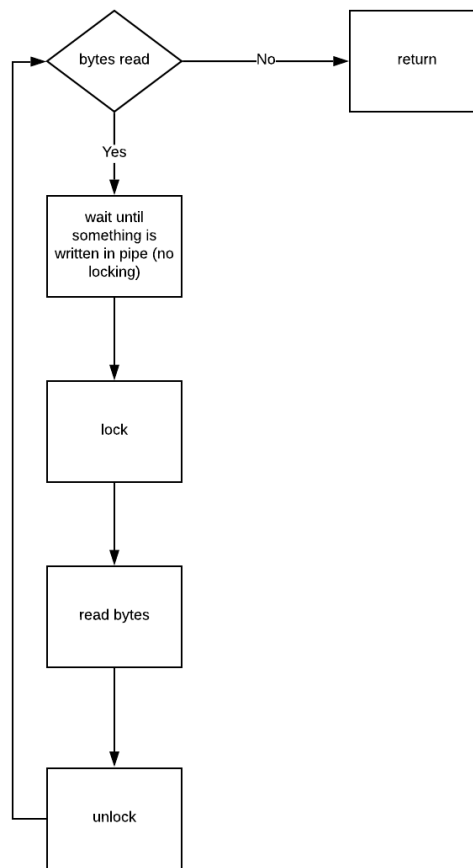 bytes read
No
return
Yes
wait until
something is
written in pipe (no
locking)
lock
read bytes
unlock